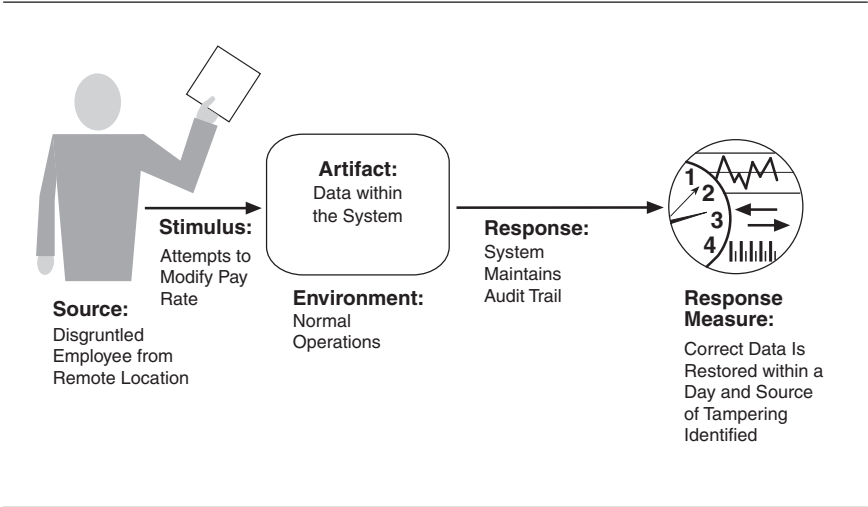 Artifact:
Data within
the System
Stimulus:
Attempts to
Modify Pay
Rate
Source:
Disgruntled
Employee from
Remote Location
Environment:
Normal
Operations
Response:
System
Maintains
Audit Trail
1
2
3
4
Response
Measure:
Correct Data Is
Restored within a
Day and Source
of Tampering
Identified